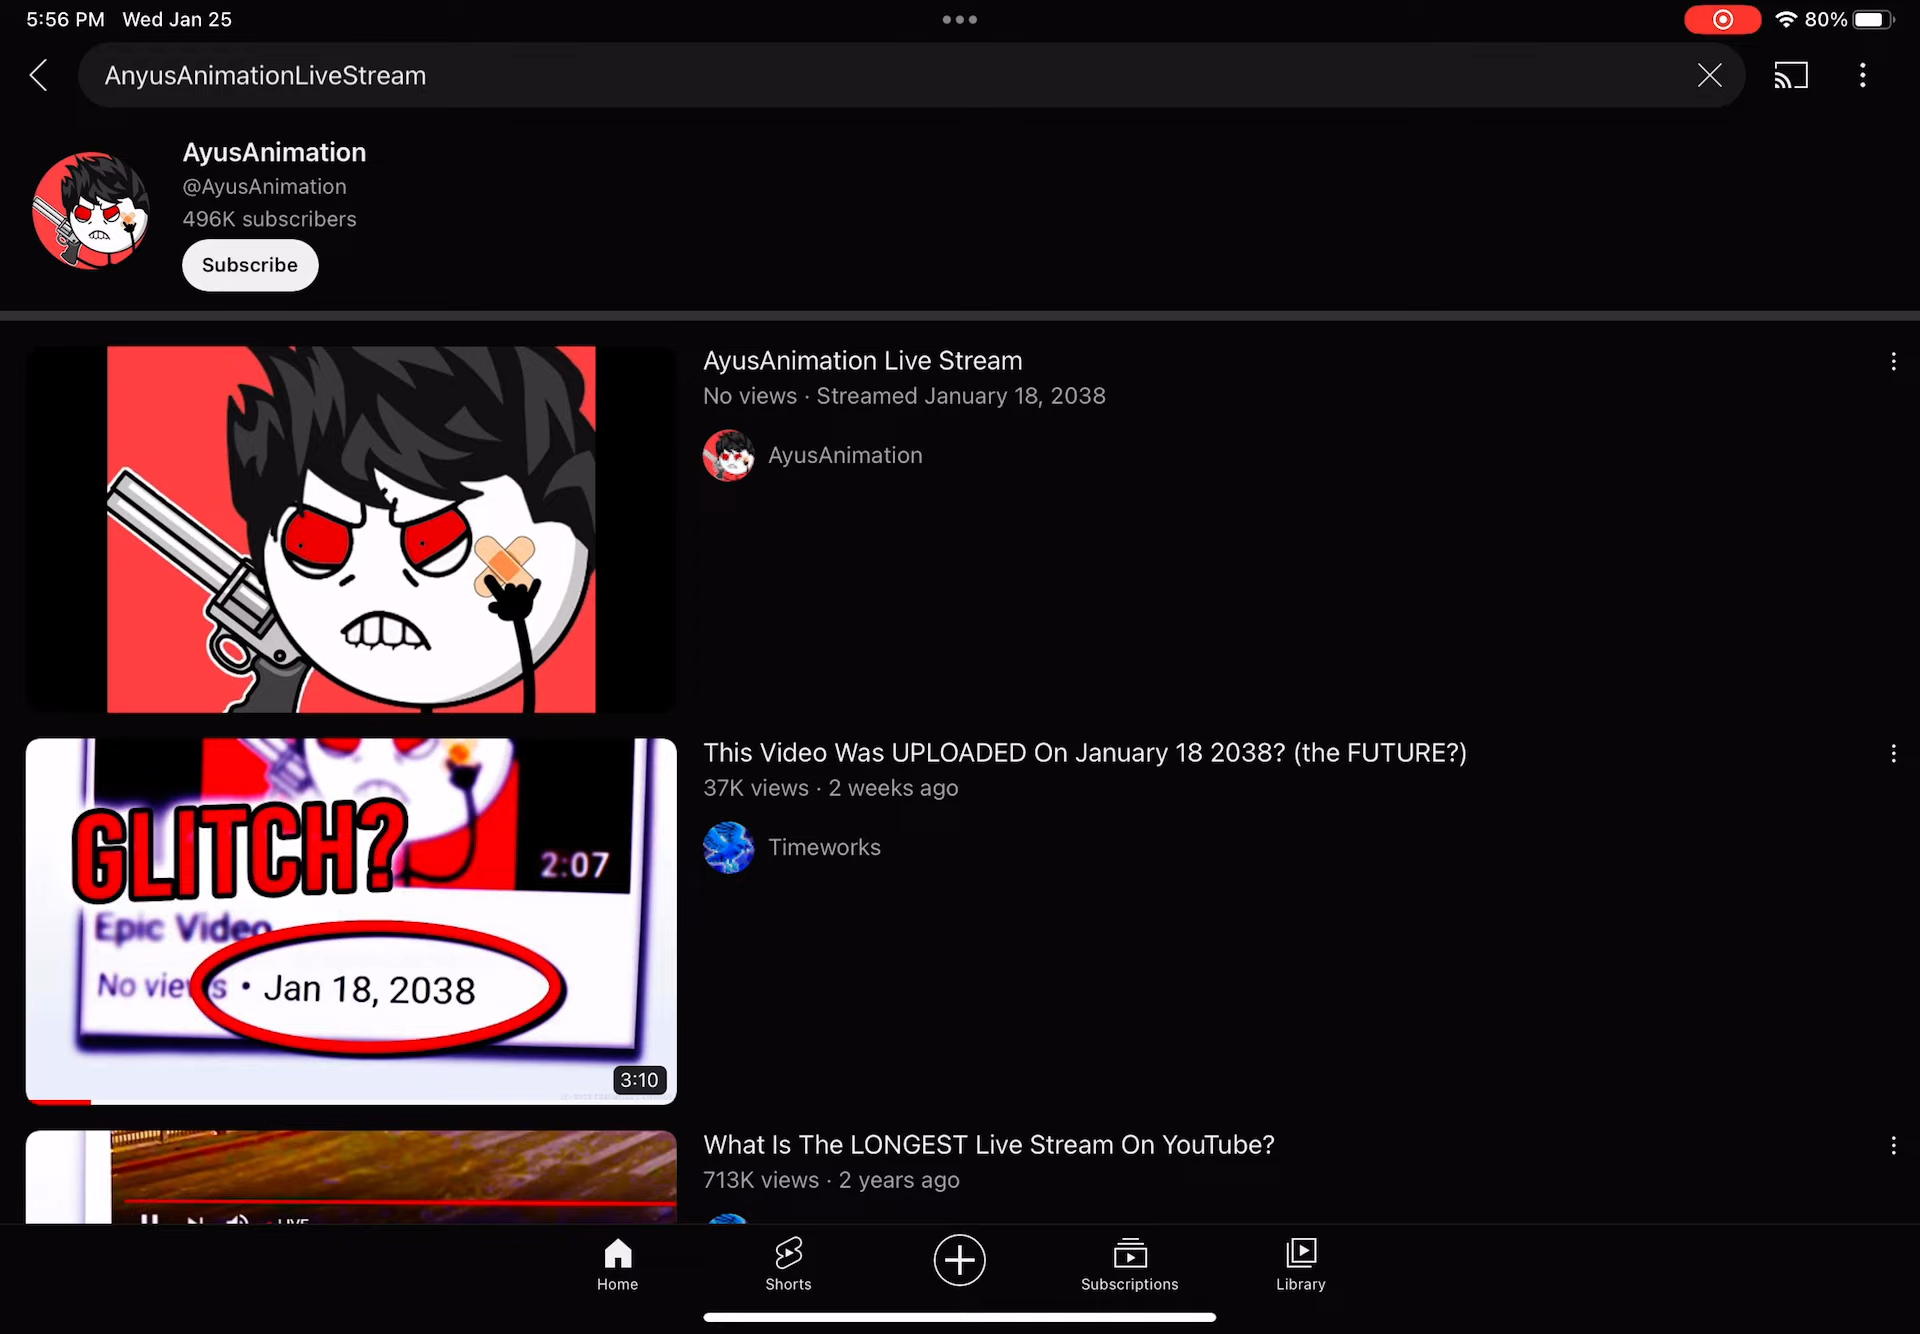 5:56 PM Wed Jan 25
80%
AnyusAnimationLiveStream
AyusAnimation
@AyusAnimation
496K subscribers
Subscribe
AyusAnimation Live Stream
No views · Streamed January 18, 2038
AyusAnimation
GLITCH?
2:07
Epic Video
No views • Jan 18, 2038
3:10
This Video Was UPLOADED On January 18 2038? (the FUTURE?)
37K views · 2 weeks ago
Timeworks
What Is The LONGEST Live Stream On YouTube?
713K views · 2 years ago
LIVE
Home
Shorts
Subscriptions
Library